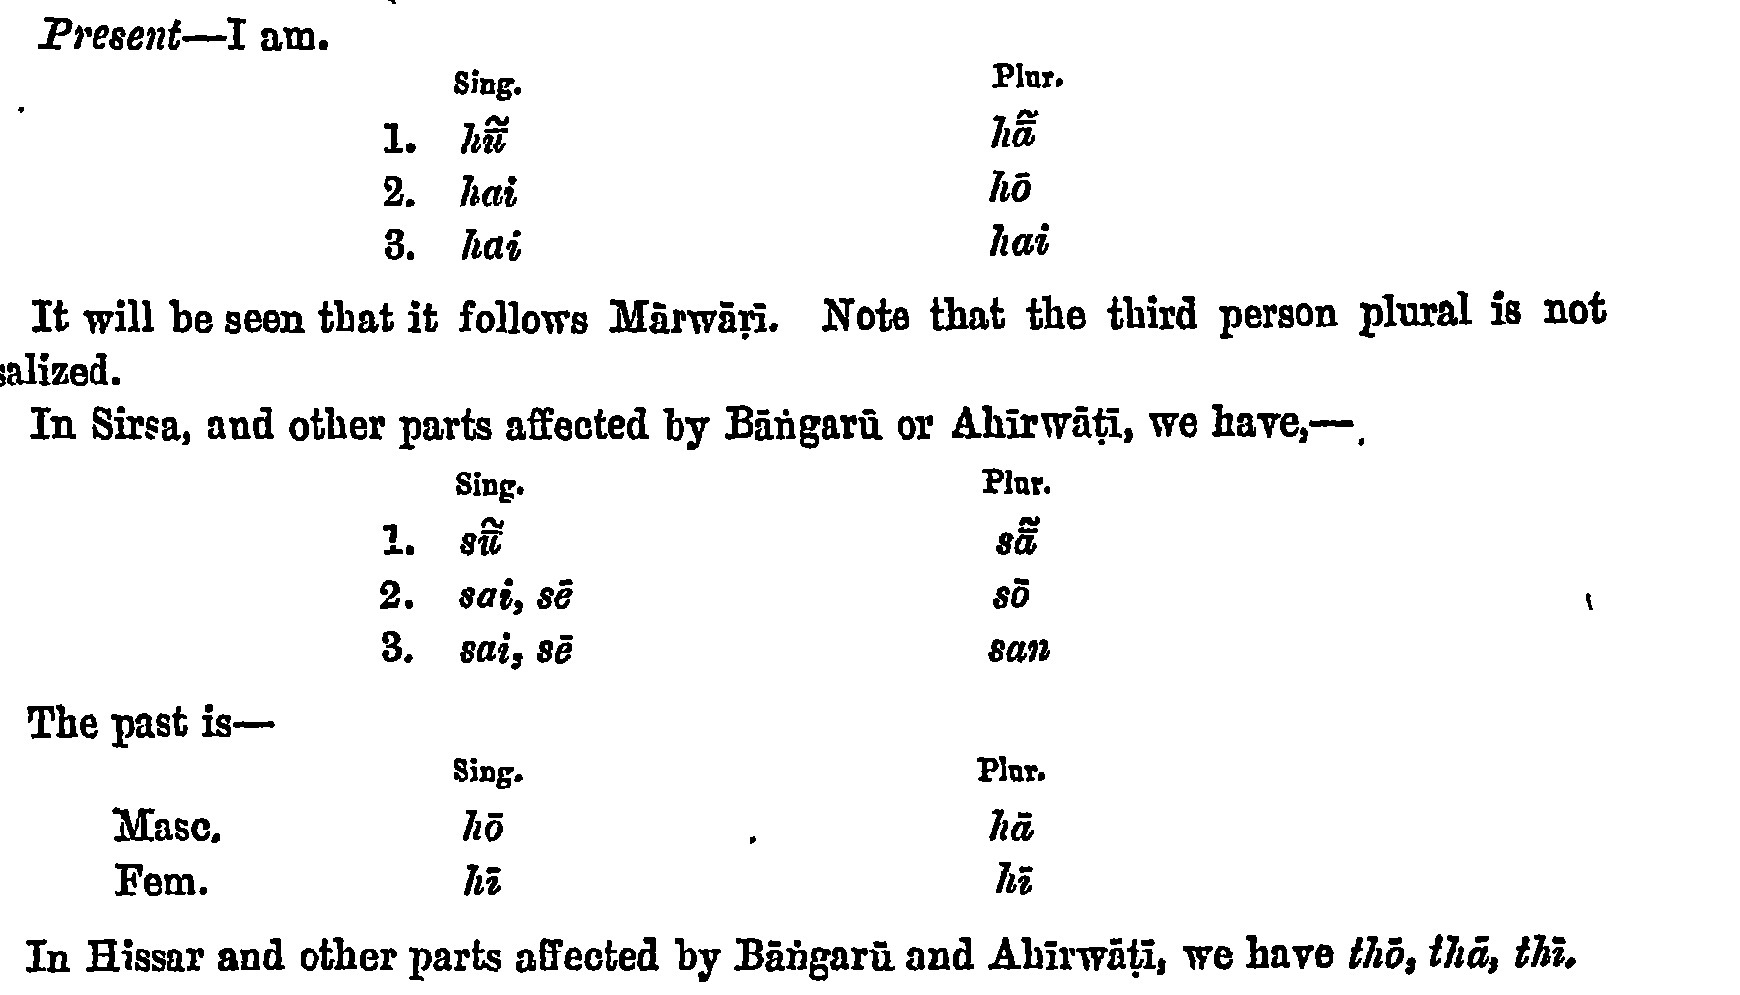 Present—I am.
Sing. Plur.
1. hū̃ hā̃
2. hai hō
3. hai hai
It will be seen that it follows Mārwāṛī. Note that the third person plural is not
salized.
In Sirsa, and other parts affected by Bāṅgarū or Ahīrwāṭī, we have,—
Sing. Plur.
1. sū̃ sā̃
2. sai, sē sō
3. sai, sē san
The past is—
Sing. Plur.
Masc. hō hā
Fem. hī hī
In Hissar and other parts affected by Bāṅgarū and Ahīrwāṭī, we have thō, thā, thī.